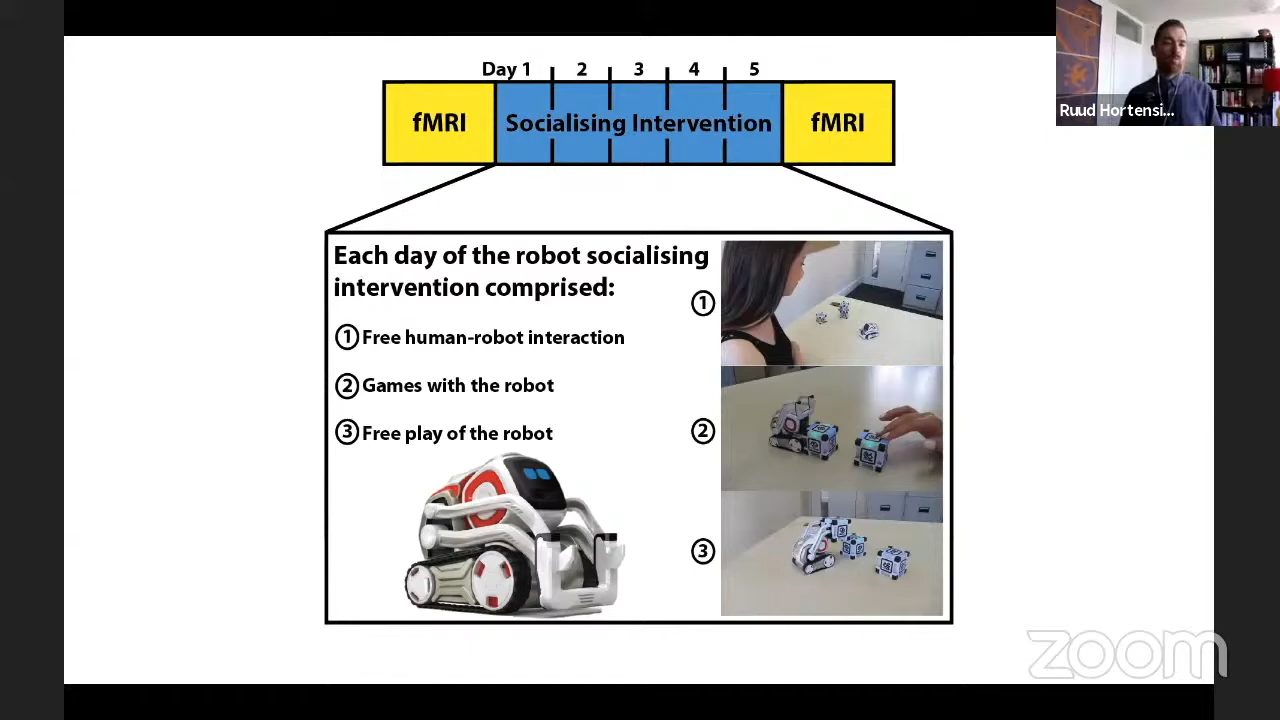 Day 1 2 3 4 5
fMRI Socialising Intervention fMRI
Each day of the robot socialising
intervention comprised:
1 Free human-robot interaction
2 Games with the robot
3 Free play of the robot
1
2
3
Ruud Hortensi...
zoom